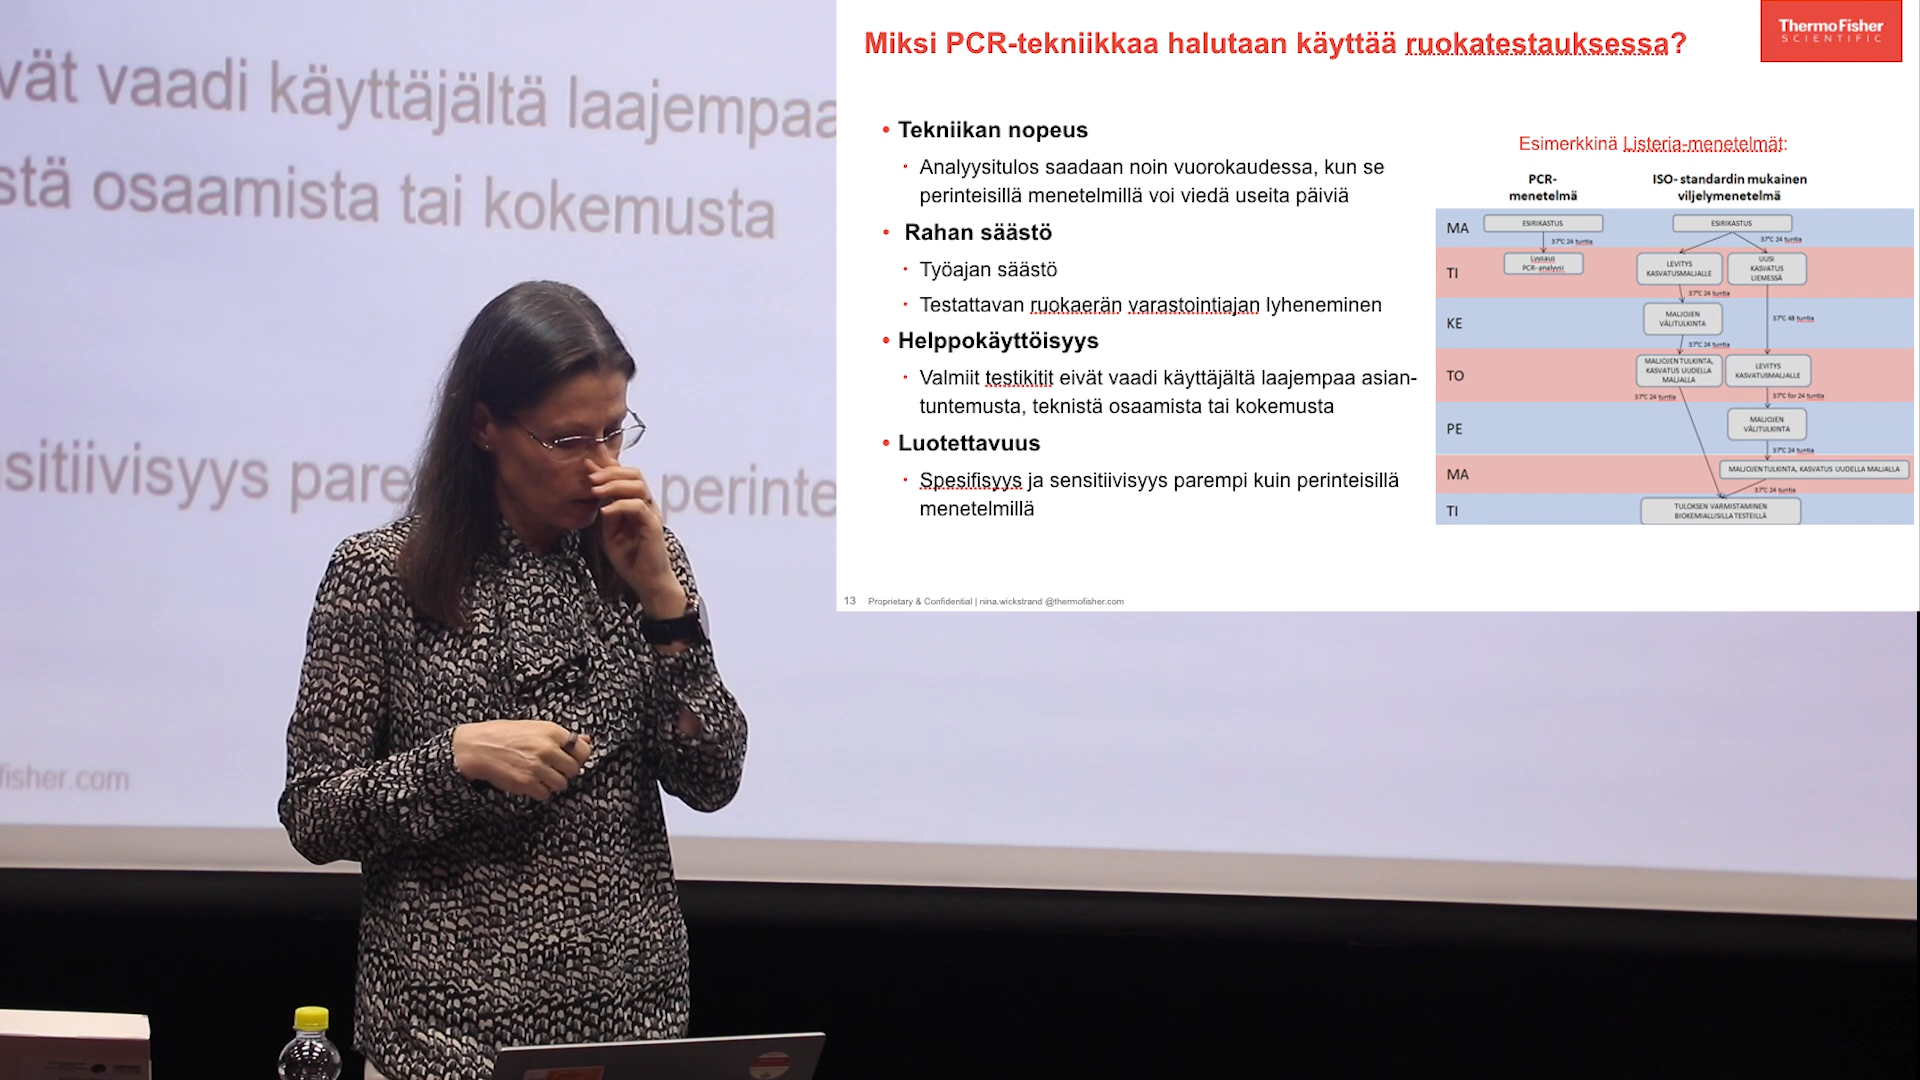 vät vaadi käyttäjältä laajempaa
stä osaamista tai kokemusta
sitiivisyys pare
perinte
fisher.com
Miksi PCR-tekniikkaa halutaan käyttää ruokatestauksessa?
ThermoFisher
SCIENTIFIC
• Tekniikan nopeus
• Analyysitulos saadaan noin vuorokaudessa, kun se
perinteisillä menetelmillä voi viedä useita päiviä
• Rahan säästö
• Työajan säästö
• Testattavan ruokaerän varastointiajan lyheneminen
• Helppokäyttöisyys
• Valmiit testikitit eivät vaadi käyttäjältä laajempaa asian-
tuntemusta, teknistä osaamista tai kokemusta
• Luotettavuus
• Spesifisyys ja sensitiivisyys parempi kuin perinteisillä
menetelmillä
Esimerkkinä Listeria-menetelmät:
PCR-
menetelmä
ISO- standardin mukainen
viljelymenetelmä
MA
ESIRIKASTUS
ESIRIKASTUS
37°C 24 tuntia
37°C 24 tuntia
TI
Lyysaus
PCR-analyysi
LEVITYS
KASVATUSMALJALLE
UUSI
KASVATUS
LIEMESSÄ
37°C 24 tuntia
KE
MALJOJEN
VÄLITULKINTA
37°C 48 tuntia
37°C 24 tuntia
TO
MALJOJEN TULKINTA,
KASVATUS UUDELLA
MALJALLA
LEVITYS
KASVATUSMALJALLE
37°C 24 tuntia
37°C for 24 tuntia
PE
MALJOJEN
VÄLITULKINTA
37°C 24 tuntia
MA
MALJOJEN TULKINTA, KASVATUS UUDELLA MALJALLA
37°C 24 tuntia
TI
TULOKSEN VARMISTAMINEN
BIOKEMIALLISILLA TESTEILLÄ
13 Proprietary & Confidential | nina.wickstrand @thermofisher.com